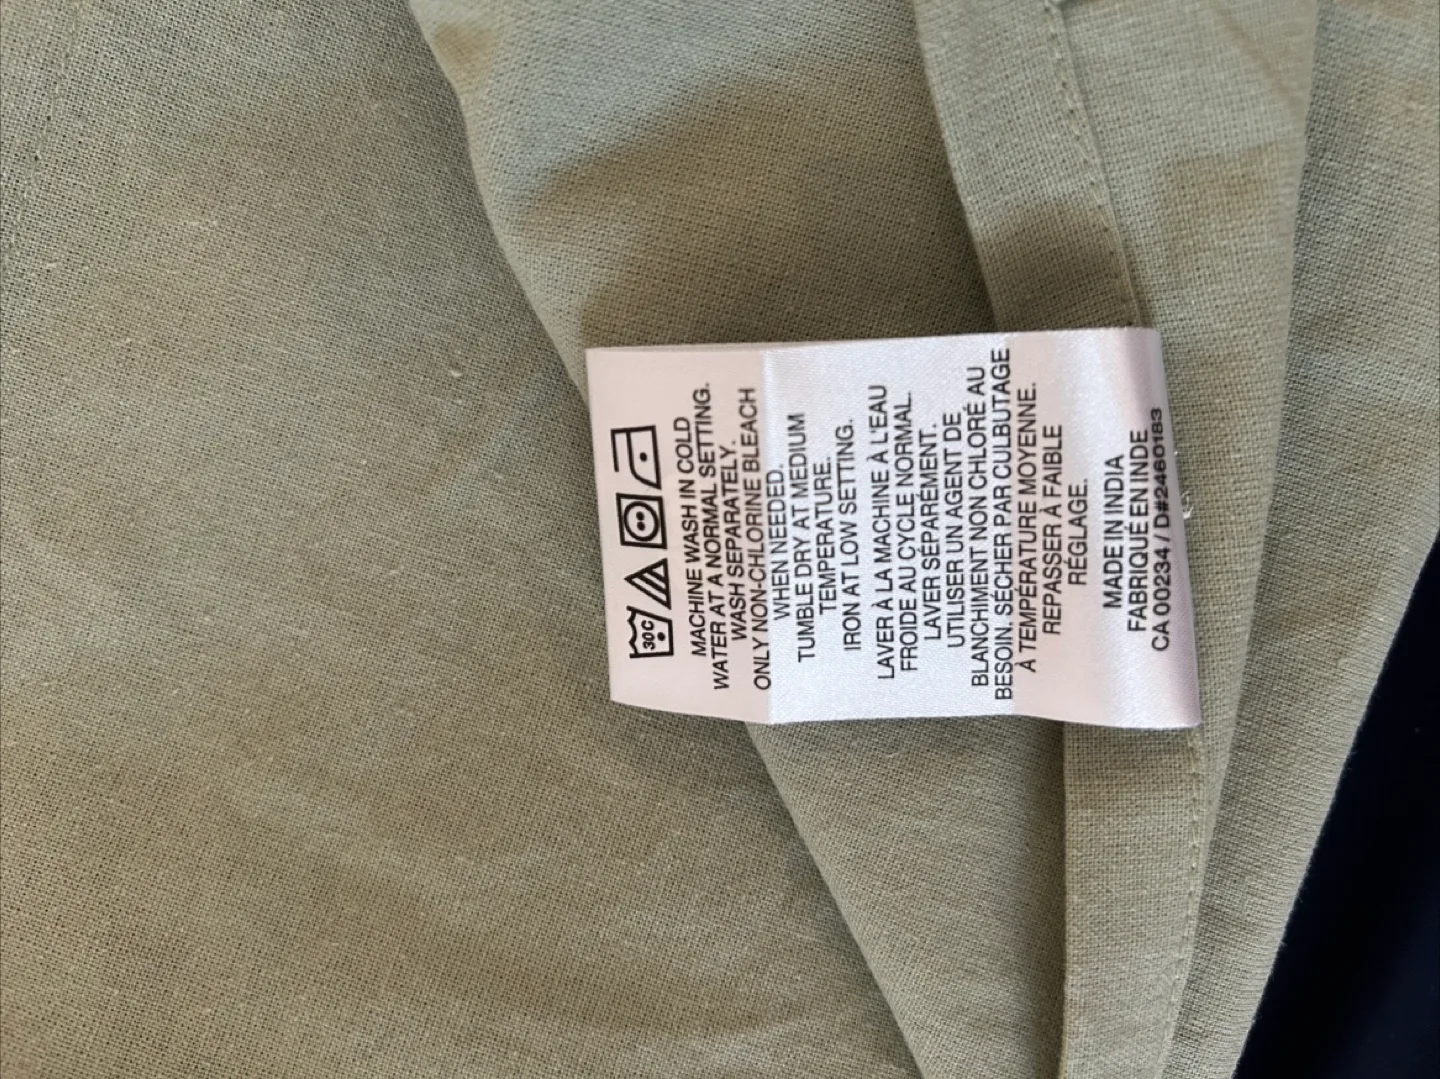 30C
MACHINE WASH IN COLD
WATER AT A NORMAL SETTING.
WASH SEPARATELY.
ONLY NON-CHLORINE BLEACH
WHEN NEEDED.
TUMBLE DRY AT MEDIUM
TEMPERATURE.
IRON AT LOW SETTING.
LAVER À LA MACHINE À L'EAU
FROIDE AU CYCLE NORMAL.
LAVER SÉPARÉMENT.
UTILISER UN AGENT DE
BLANCHIMENT NON CHLORÉ AU
BESOIN. SÉCHER PAR CULBUTAGE
À TEMPÉRATURE MOYENNE.
REPASSER À FAIBLE
RÉGLAGE.
MADE IN INDIA
FABRIQUÉ EN INDE
CA 00234 / D#2460183